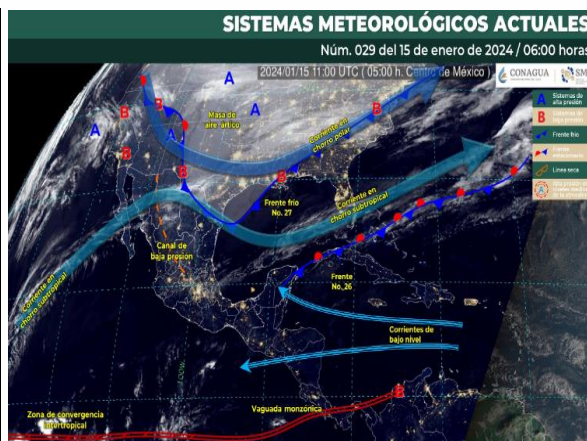 SISTEMAS METEOROLÓGICOS ACTUALES
Núm. 029 del 15 de enero de 2024 / 06:00 horas
2024/01/15 11:00 UTC ( 05:00 h. Centro de México )
CONAGUA
SM
A
Sistemas de
alta presión
B
Sistemas de
baja presión
Frente frío
Línea seca
A
A
A
A
B
B
B
B
B
B
Masa de
aire ártico
Corriente en
chorro polar
Frente frío
No. 27
Corriente en
chorro subtropical
Canal de
baja presión
Corriente en
chorro subtropical
Frente
No. 26
Corrientes de
bajo nivel
B
Vaguada monzónica
Zona de convergencia
intertropical